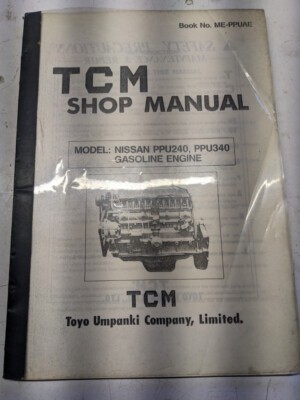 Book No. ME-PPUAE
TCM
SHOP MANUAL
MODEL: NISSAN PPU240, PPU340
GASOLINE ENGINE
TCM
Toyo Umpanki Company, Limited.